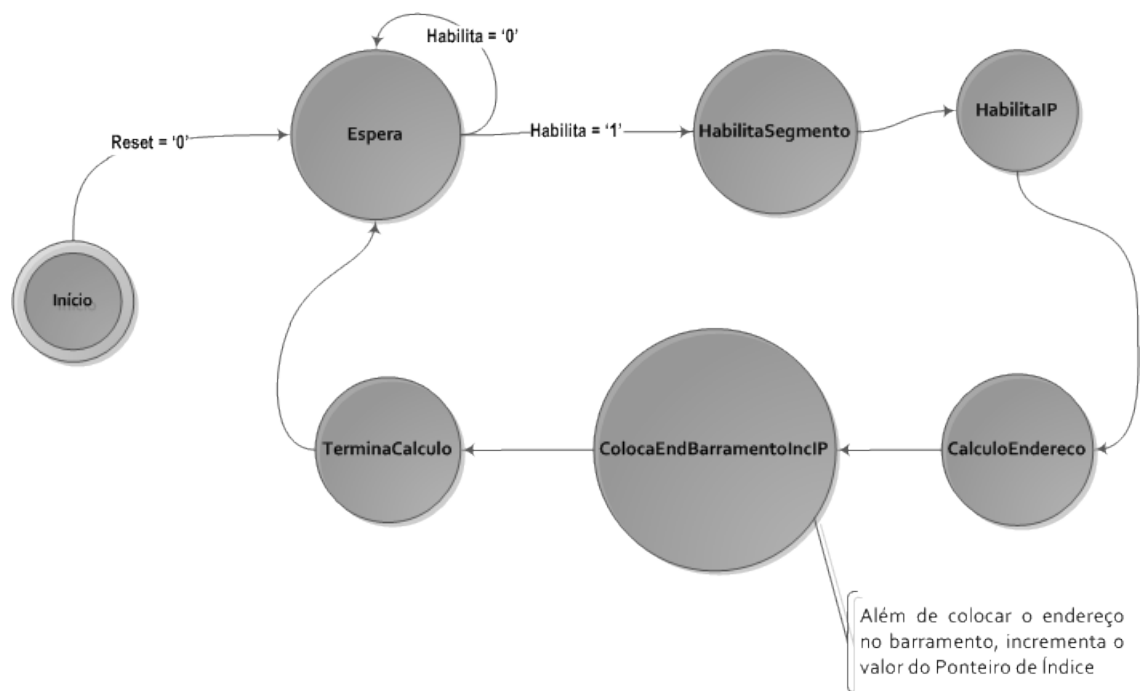 Habilita = ‘0’
Espera
Reset = ‘0’
Habilita = ‘1’
HabilitaSegmento
HabilitaIP
Início
TerminaCalculo
ColocaEndBarramentoIncIP
CalculoEndereco
Além de colocar o endereço
no barramento, incrementa o
valor do Ponteiro de Índice